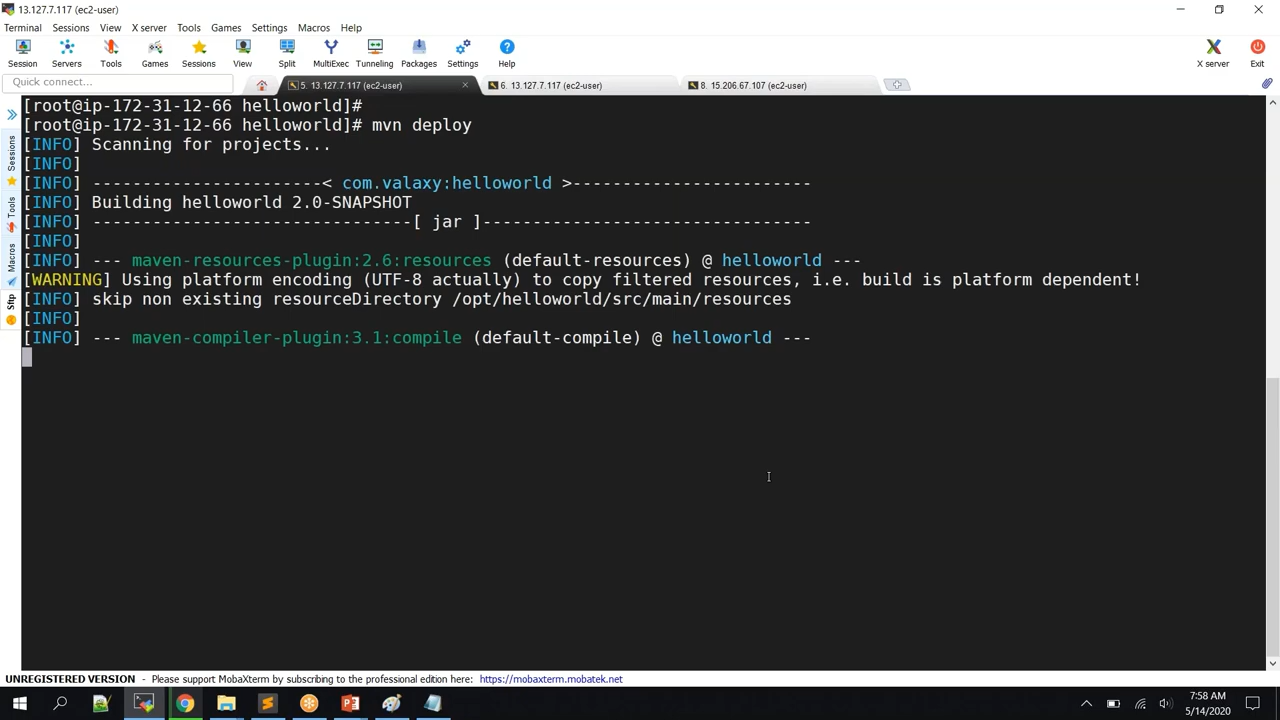 13.127.7.117 (ec2-user)
Terminal Sessions View X server Tools Games Settings Macros Help
Session Servers Tools Games Sessions View Split MultiExec Tunneling Packages Settings Help X server Exit
Quick connect...
5. 13.127.7.117 (ec2-user)
6. 13.127.7.117 (ec2-user)
8. 15.206.67.107 (ec2-user)
Sessions
Tools
Macros
Sftp
[root@ip-172-31-12-66 helloworld]#
[root@ip-172-31-12-66 helloworld]# mvn deploy
[INFO] Scanning for projects...
[INFO]
[INFO] -----------------------< com.valaxy:helloworld >------------------------
[INFO] Building helloworld 2.0-SNAPSHOT
[INFO] --------------------------------[ jar ]---------------------------------
[INFO]
[INFO] --- maven-resources-plugin:2.6:resources (default-resources) @ helloworld ---
[WARNING] Using platform encoding (UTF-8 actually) to copy filtered resources, i.e. build is platform dependent!
[INFO] skip non existing resourceDirectory /opt/helloworld/src/main/resources
[INFO]
[INFO] --- maven-compiler-plugin:3.1:compile (default-compile) @ helloworld ---
UNREGISTERED VERSION - Please support MobaXterm by subscribing to the professional edition here: https://mobaxterm.mobatek.net
7:58 AM
5/14/2020